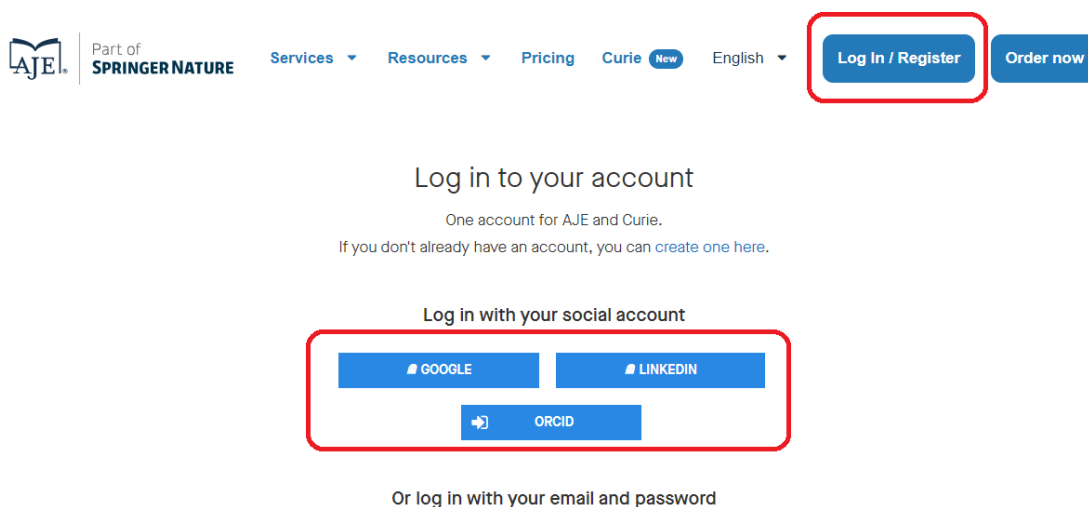 AJE Part of
SPRINGER NATURE
Services Resources Pricing Curie New English Log In / Register Order now
Log in to your account
One account for AJE and Curie.
If you don't already have an account, you can create one here.
Log in with your social account
GOOGLE LINKEDIN
ORCID
Or log in with your email and password